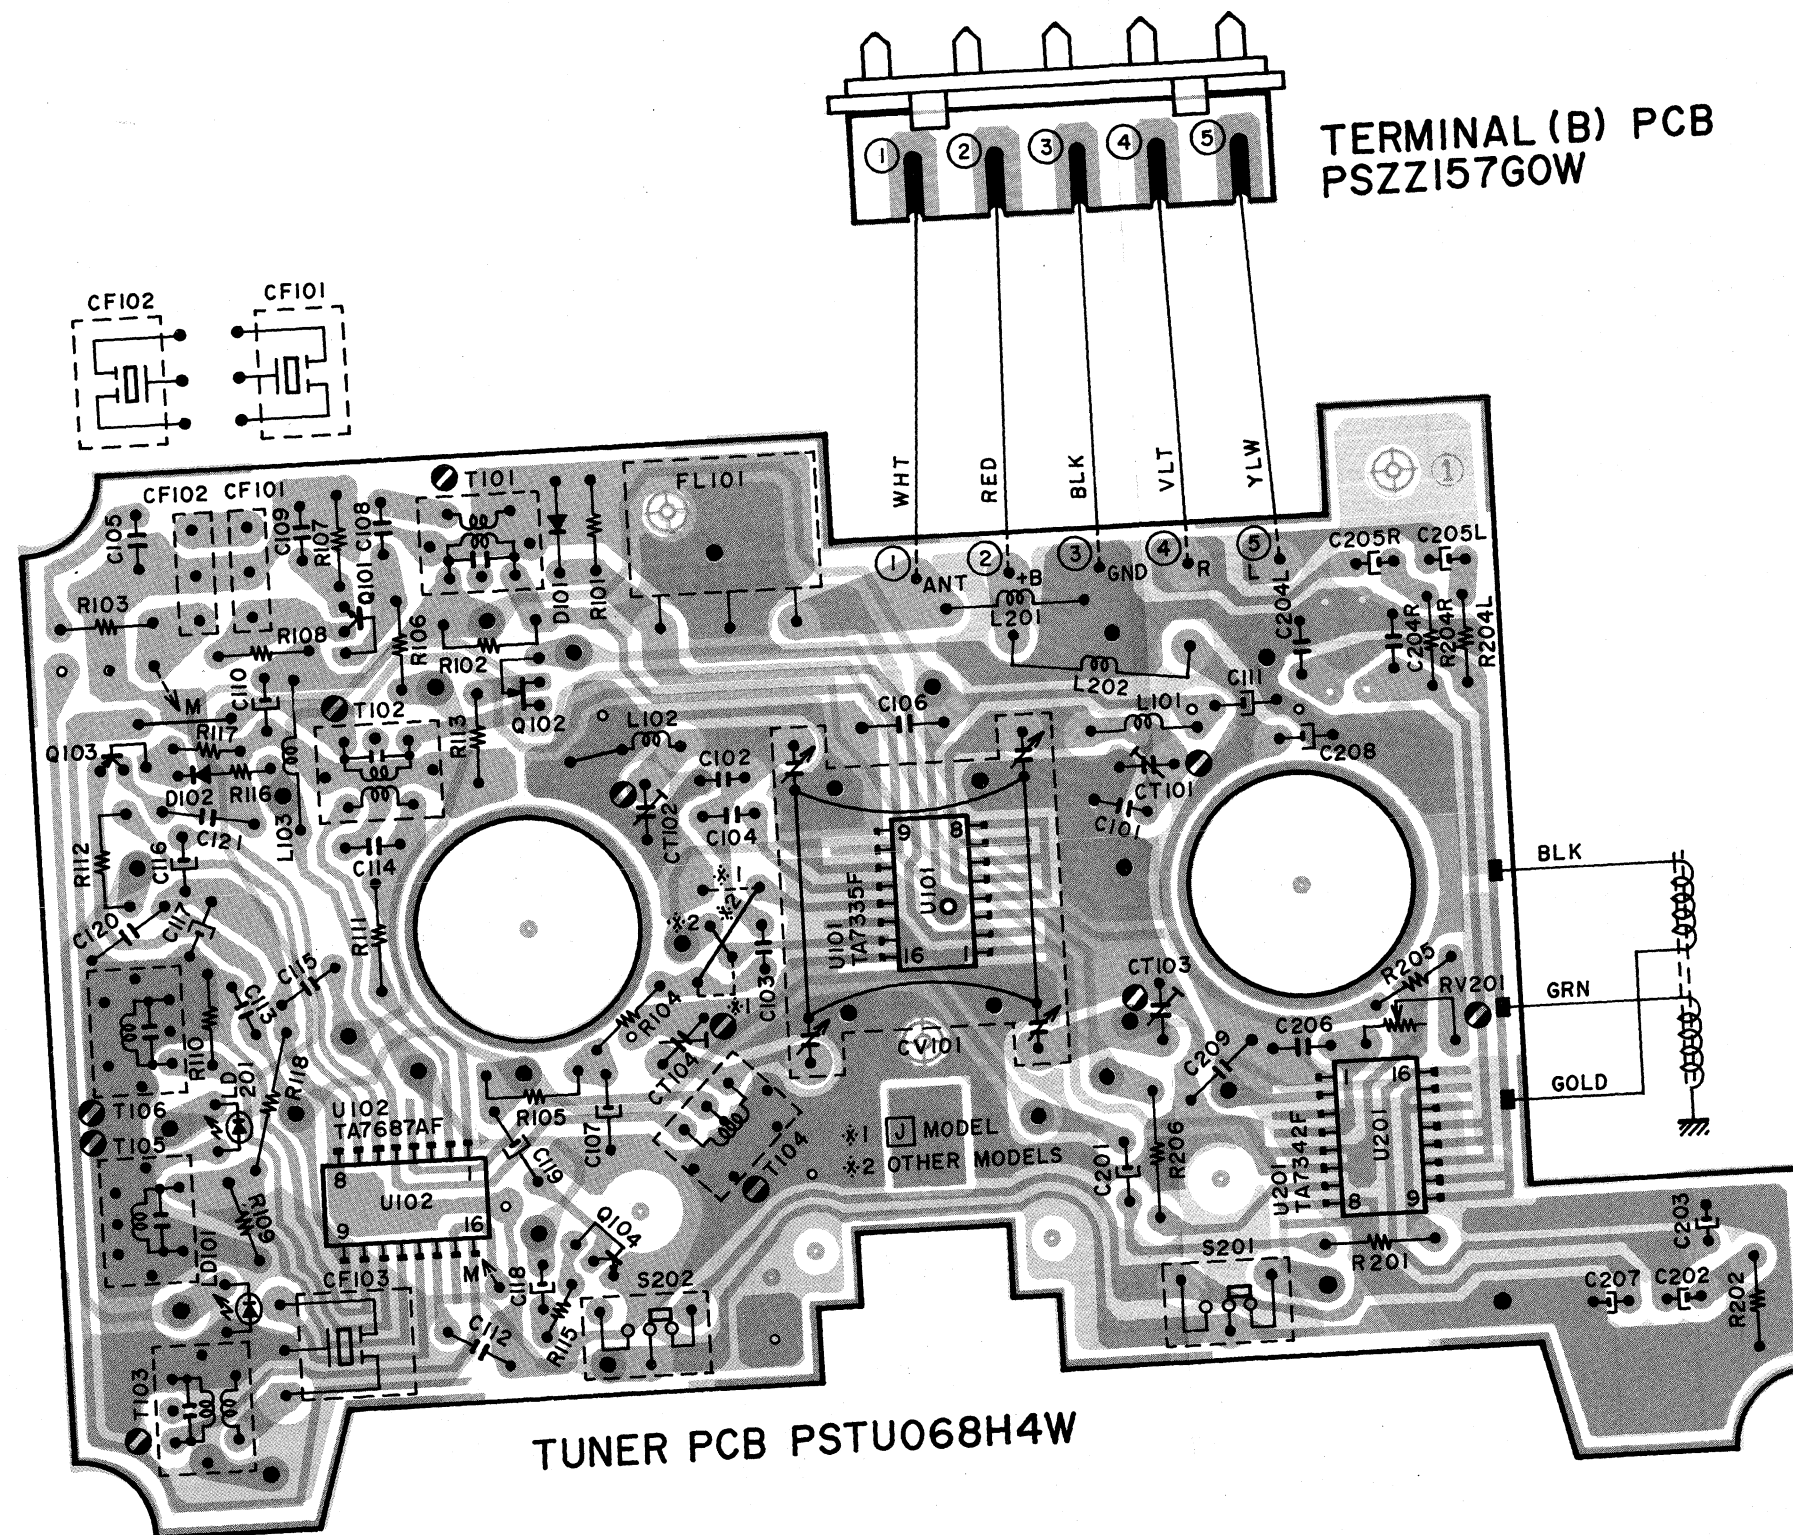 TERMINAL (B) PCB
PSZZ157G0W
1 2 3 4 5
CF102 CF101
WHT RED BLK VLT YLW
1
CF102 CF101 T101 FL101
C105 C109 R107 C108 D101 R101
1 ANT 2 +B 3 GND 4 R 5 L
C205R C205L
R103 Q101 R108 R106 R102 L201
C204L C204R R204R R204L
M C110 T102 Q102 L202 C111
R117 R113 L102 C106 L101 C208
Q103 D102 R116 C102 CT101
C121 L103 CT102 C104 C101
R112 C116 C114
9 8
U101
16 1
U101
TA7335F
※1
※2
※2
※1
BLK
C120 C117 R111 C115 C113 C103
CT103 R205 RV201
GRN
R110 R118 CR104 CT104 CV101 C209 C206
GOLD
T106 LD201
T105
U102
TA7687AF
R105 C107 T104
※1 J MODEL
※2 OTHER MODELS
C201 R206
U201
TA7342F
1 16
U201
8 9
8 1
U102
9 16
C119
R109 LD101 CF103 M C118 Q104 S202
S201 R201 C203
C207 C202 R202
T103 C112 R115
TUNER PCB PSTU068H4W